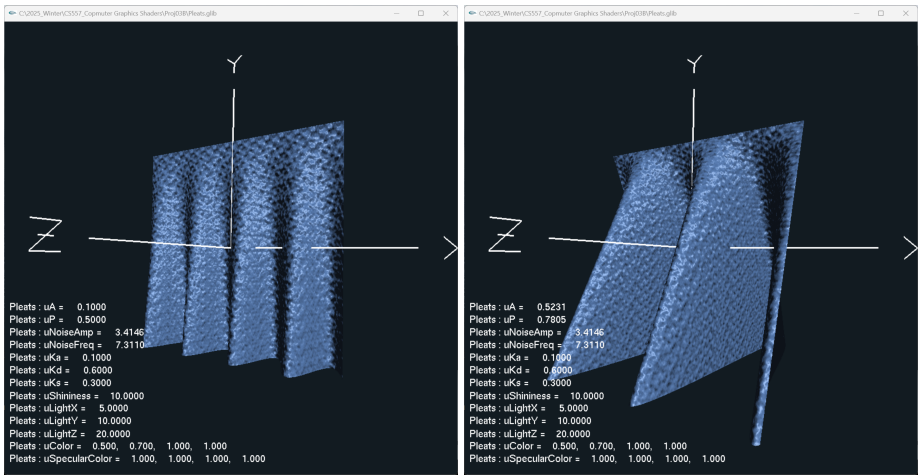 C:\2025_Winter\CS557_Copmuter Graphics Shaders\Proj03B\Pleats.glib
Y
Z
Pleats : uA = 0.1000
Pleats : uP = 0.5000
Pleats : uNoiseAmp = 3.4146
Pleats : uNoiseFreq = 7.3110
Pleats : uKa = 0.1000
Pleats : uKd = 0.6000
Pleats : uKs = 0.3000
Pleats : uShininess = 10.0000
Pleats : uLightX = 5.0000
Pleats : uLightY = 10.0000
Pleats : uLightZ = 20.0000
Pleats : uColor = 0.500, 0.700, 1.000, 1.000
Pleats : uSpecularColor = 1.000, 1.000, 1.000, 1.000
C:\2025_Winter\CS557_Copmuter Graphics Shaders\Proj03B\Pleats.glib
Y
Z
Pleats : uA = 0.5231
Pleats : uP = 0.7805
Pleats : uNoiseAmp = 3.4146
Pleats : uNoiseFreq = 7.3110
Pleats : uKa = 0.1000
Pleats : uKd = 0.6000
Pleats : uKs = 0.3000
Pleats : uShininess = 10.0000
Pleats : uLightX = 5.0000
Pleats : uLightY = 10.0000
Pleats : uLightZ = 20.0000
Pleats : uColor = 0.500, 0.700, 1.000, 1.000
Pleats : uSpecularColor = 1.000, 1.000, 1.000, 1.000